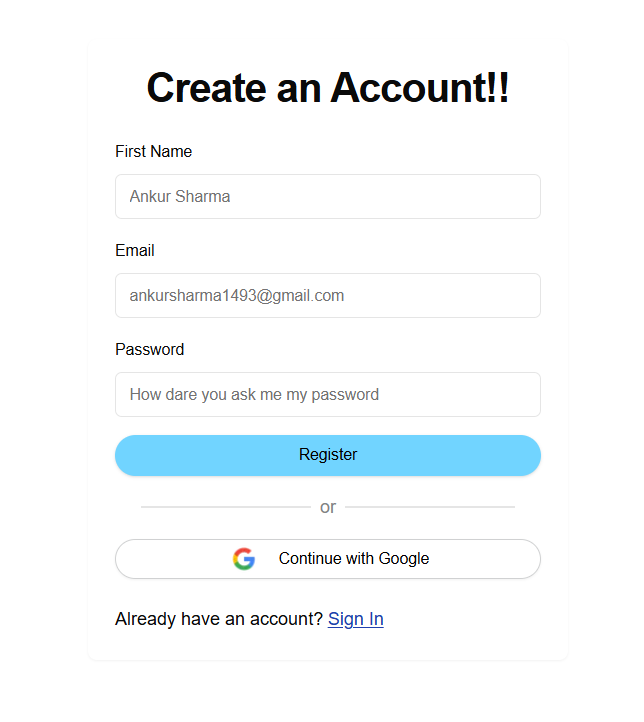 Create an Account!!
First Name
Ankur Sharma
Email
ankursharma1493@gmail.com
Password
How dare you ask me my password
Register
or
Continue with Google
Already have an account? Sign In